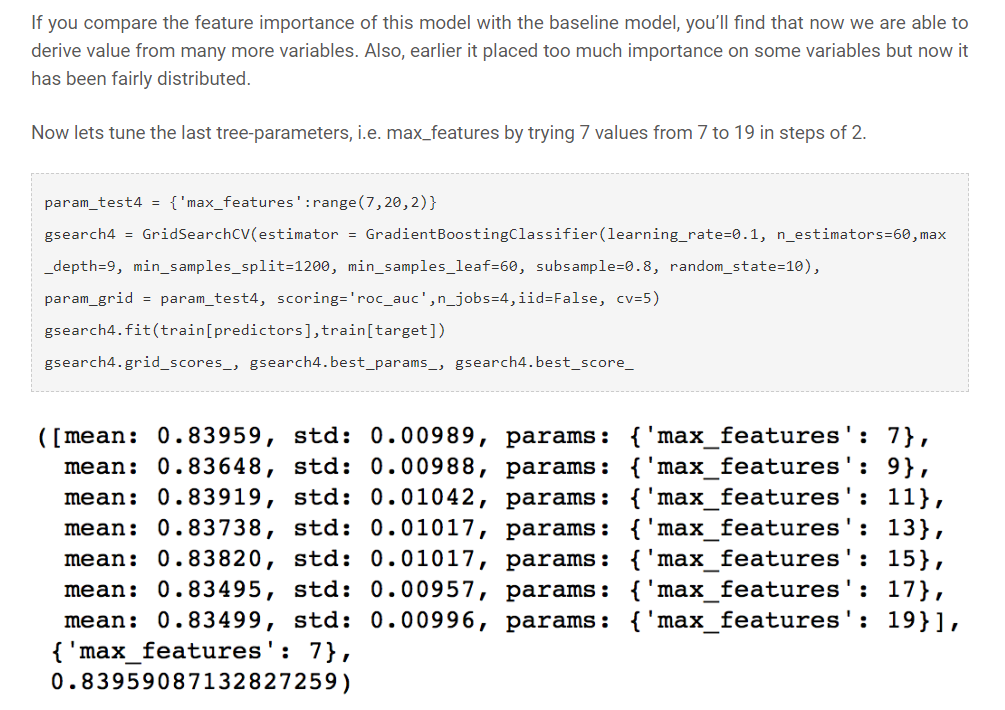 If you compare the feature importance of this model with the baseline model, you’ll find that now we are able to
derive value from many more variables. Also, earlier it placed too much importance on some variables but now it
has been fairly distributed.
Now lets tune the last tree-parameters, i.e. max_features by trying 7 values from 7 to 19 in steps of 2.
param_test4 = {'max_features':range(7,20,2)}
gsearch4 = GridSearchCV(estimator = GradientBoostingClassifier(learning_rate=0.1, n_estimators=60,max
_depth=9, min_samples_split=1200, min_samples_leaf=60, subsample=0.8, random_state=10),
param_grid = param_test4, scoring='roc_auc',n_jobs=4,iid=False, cv=5)
gsearch4.fit(train[predictors],train[target])
gsearch4.grid_scores_, gsearch4.best_params_, gsearch4.best_score_
([mean: 0.83959, std: 0.00989, params: {'max_features': 7},
mean: 0.83648, std: 0.00988, params: {'max_features': 9},
mean: 0.83919, std: 0.01042, params: {'max_features': 11},
mean: 0.83738, std: 0.01017, params: {'max_features': 13},
mean: 0.83820, std: 0.01017, params: {'max_features': 15},
mean: 0.83495, std: 0.00957, params: {'max_features': 17},
mean: 0.83499, std: 0.00996, params: {'max_features': 19}],
{'max_features': 7},
0.83959087132827259)